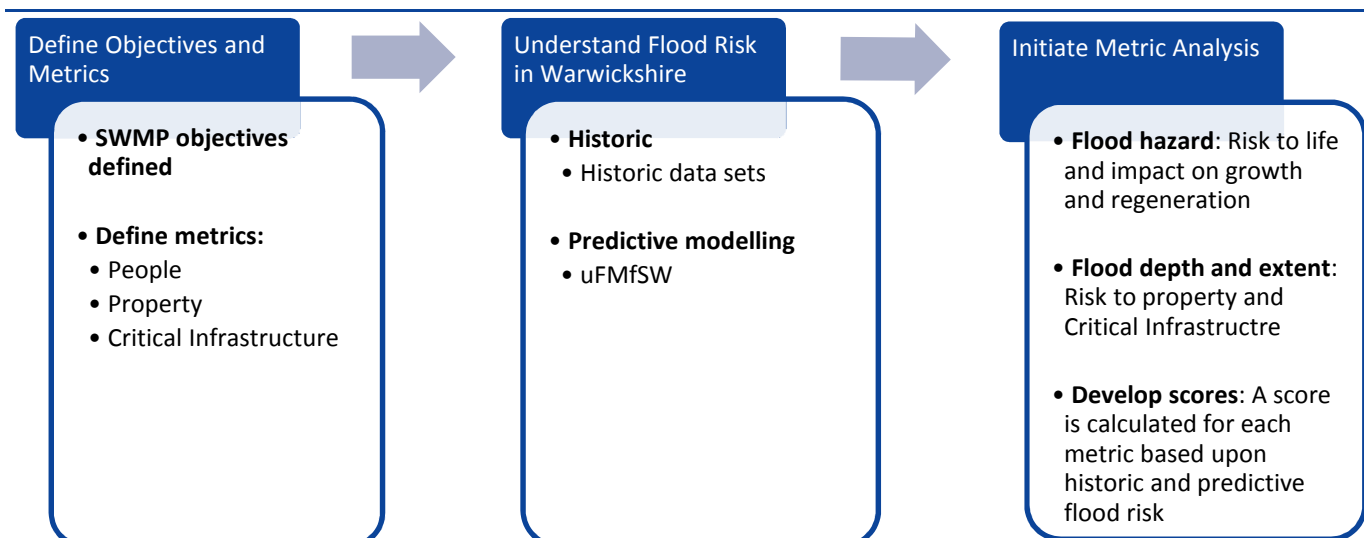 Define Objectives and
Metrics
• SWMP objectives
defined
• Define metrics:
• People
• Property
• Critical Infrastructure
Understand Flood Risk
in Warwickshire
• Historic
• Historic data sets
• Predictive modelling
• uFMfSW
Initiate Metric Analysis
• Flood hazard: Risk to life
and impact on growth
and regeneration
• Flood depth and extent:
Risk to property and
Critical Infrastructre
• Develop scores: A score
is calculated for each
metric based upon
historic and predictive
flood risk